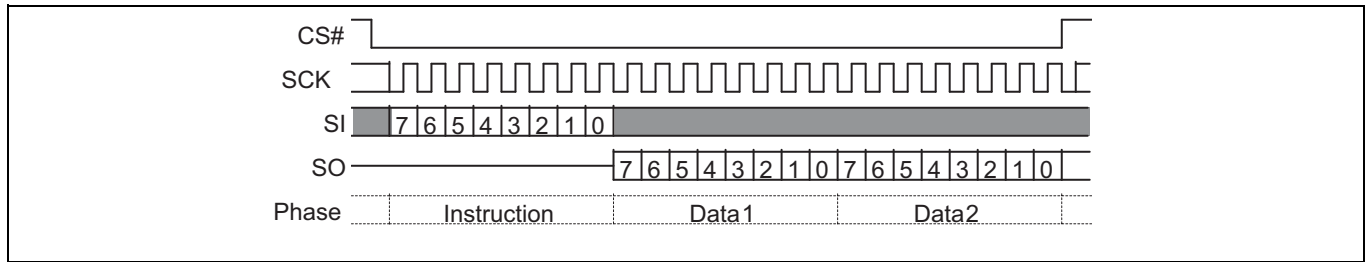 CS#
SCK
SI 7 6 5 4 3 2 1 0
SO 7 6 5 4 3 2 1 0 7 6 5 4 3 2 1 0
Phase Instruction Data1 Data2